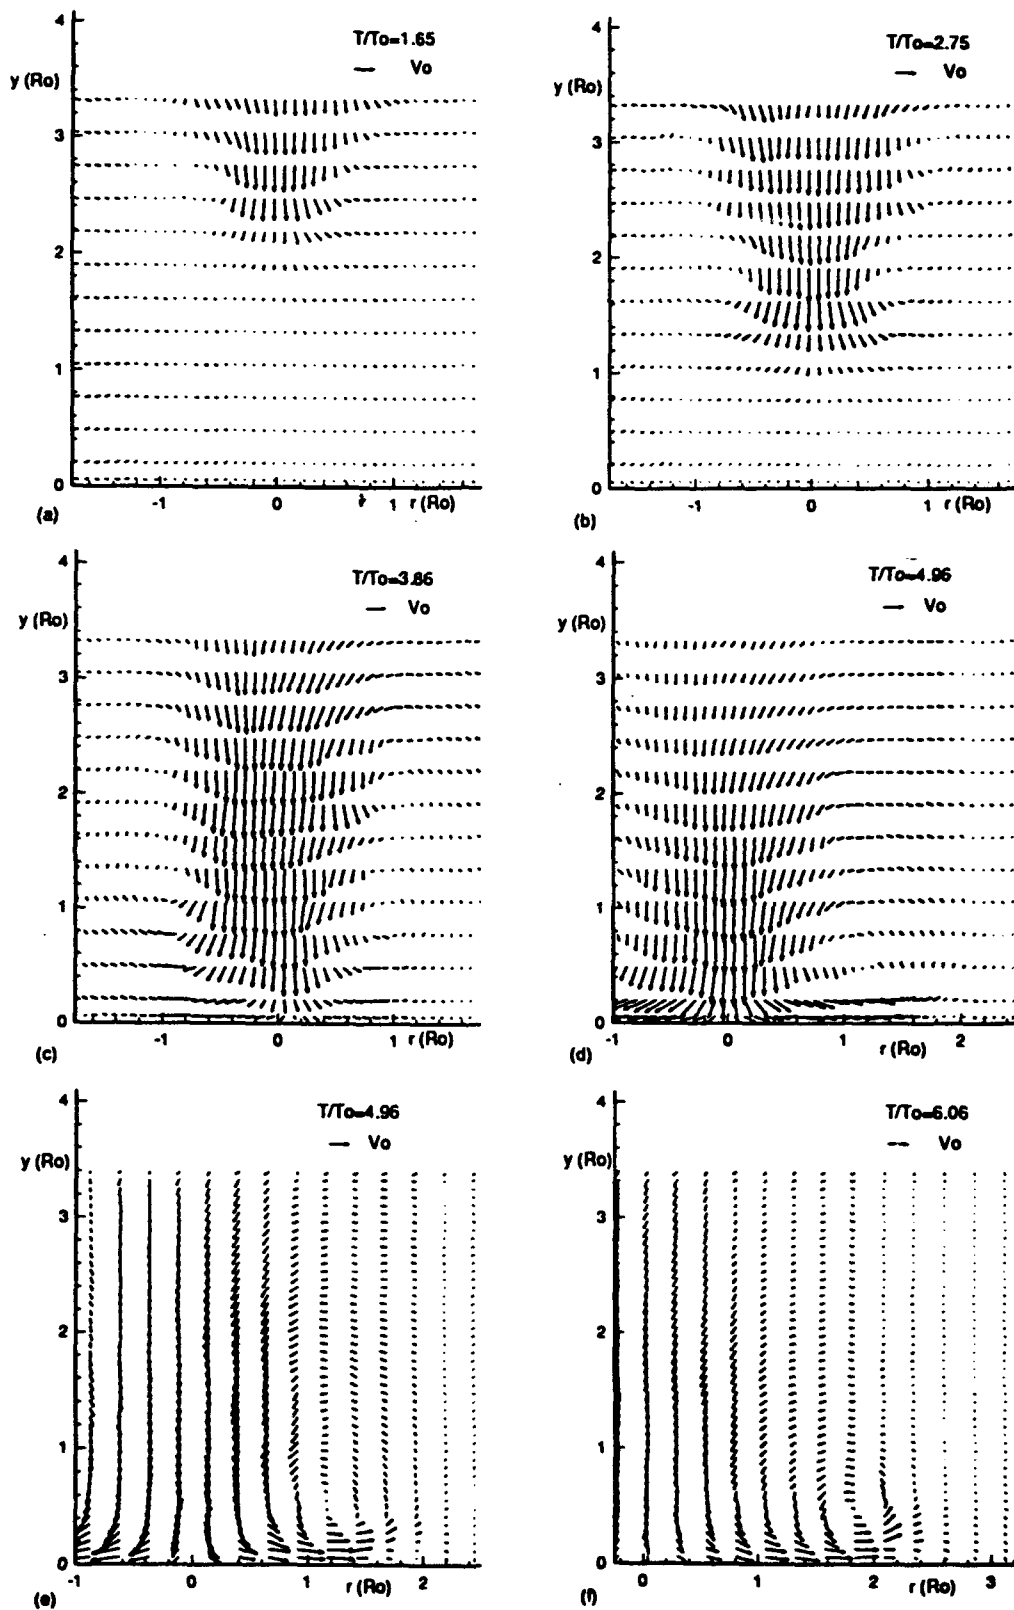 4
T/To=1.65
y (Ro)
Vo
3
2
1
0
-1
0
1
r (Ro)
(a)
4
T/To=2.75
y (Ro)
Vo
3
2
1
0
-1
0
1
r (Ro)
(b)
4
T/To=3.86
y (Ro)
Vo
3
2
1
0
-1
0
1
r (Ro)
(c)
4
T/To=4.96
y (Ro)
Vo
3
2
1
0
-1
0
1
2
r (Ro)
(d)
4
T/To=4.96
y (Ro)
Vo
3
2
1
0
-1
0
1
2
r (Ro)
(e)
4
T/To=6.06
y (Ro)
Vo
3
2
1
0
0
1
2
3
r (Ro)
(f)